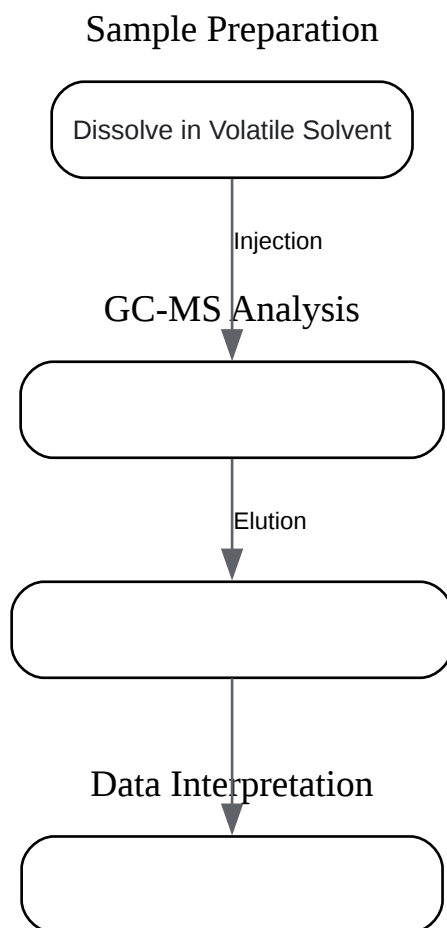 Sample Preparation
Dissolve in Volatile Solvent
Injection
GC-MS Analysis
Elution
Data Interpretation